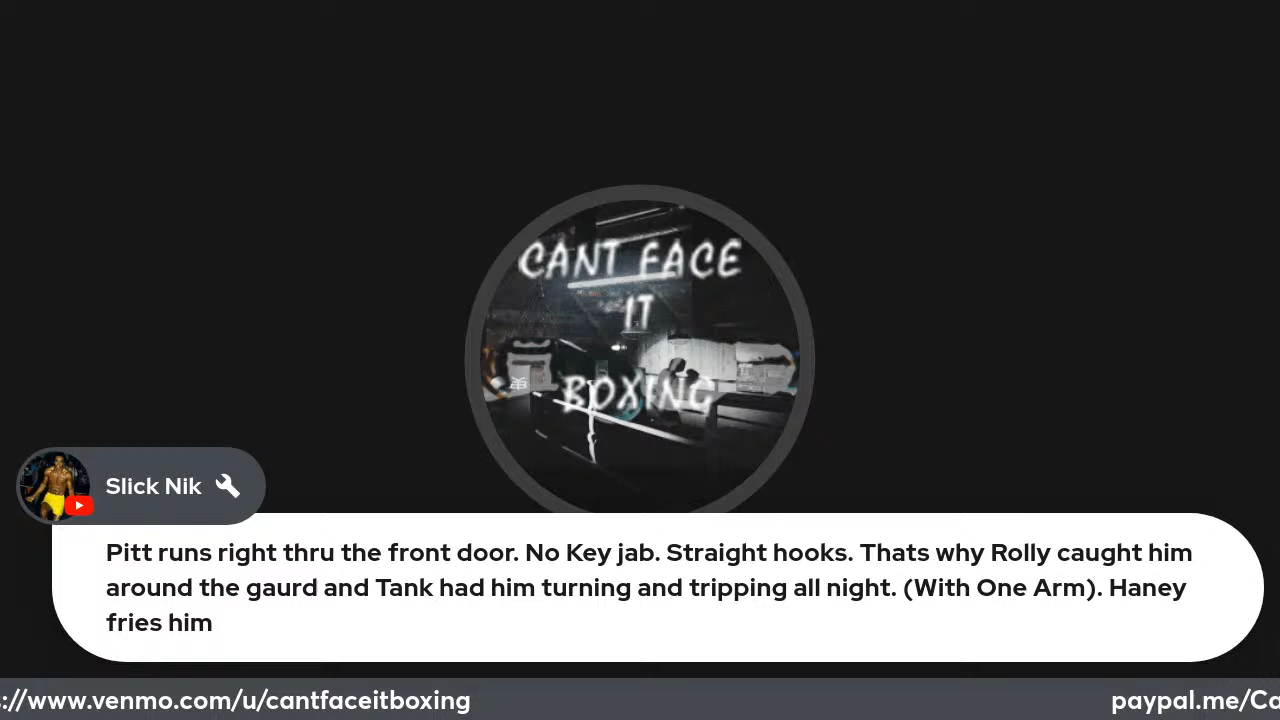 CANT FACE
IT
BOXING
Slick Nik
Pitt runs right thru the front door. No Key jab. Straight hooks. Thats why Rolly caught him
around the gaurd and Tank had him turning and tripping all night. (With One Arm). Haney
fries him
://www.venmo.com/u/cantfaceitboxing
paypal.me/Ca